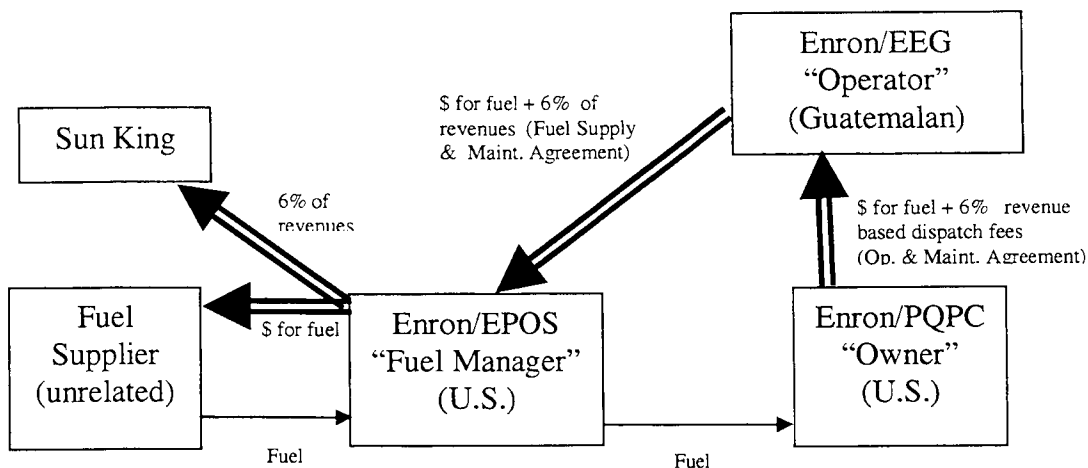 Enron/EEG
“Operator”
(Guatemalan)
$ for fuel + 6% of
revenues (Fuel Supply
& Maint. Agreement)
Sun King
6% of
revenues
$ for fuel + 6% revenue
based dispatch fees
(Op. & Maint. Agreement)
Fuel
Supplier
(unrelated)
$ for fuel
Enron/EPOS
“Fuel Manager”
(U.S.)
Enron/PQPC
“Owner”
(U.S.)
Fuel
Fuel